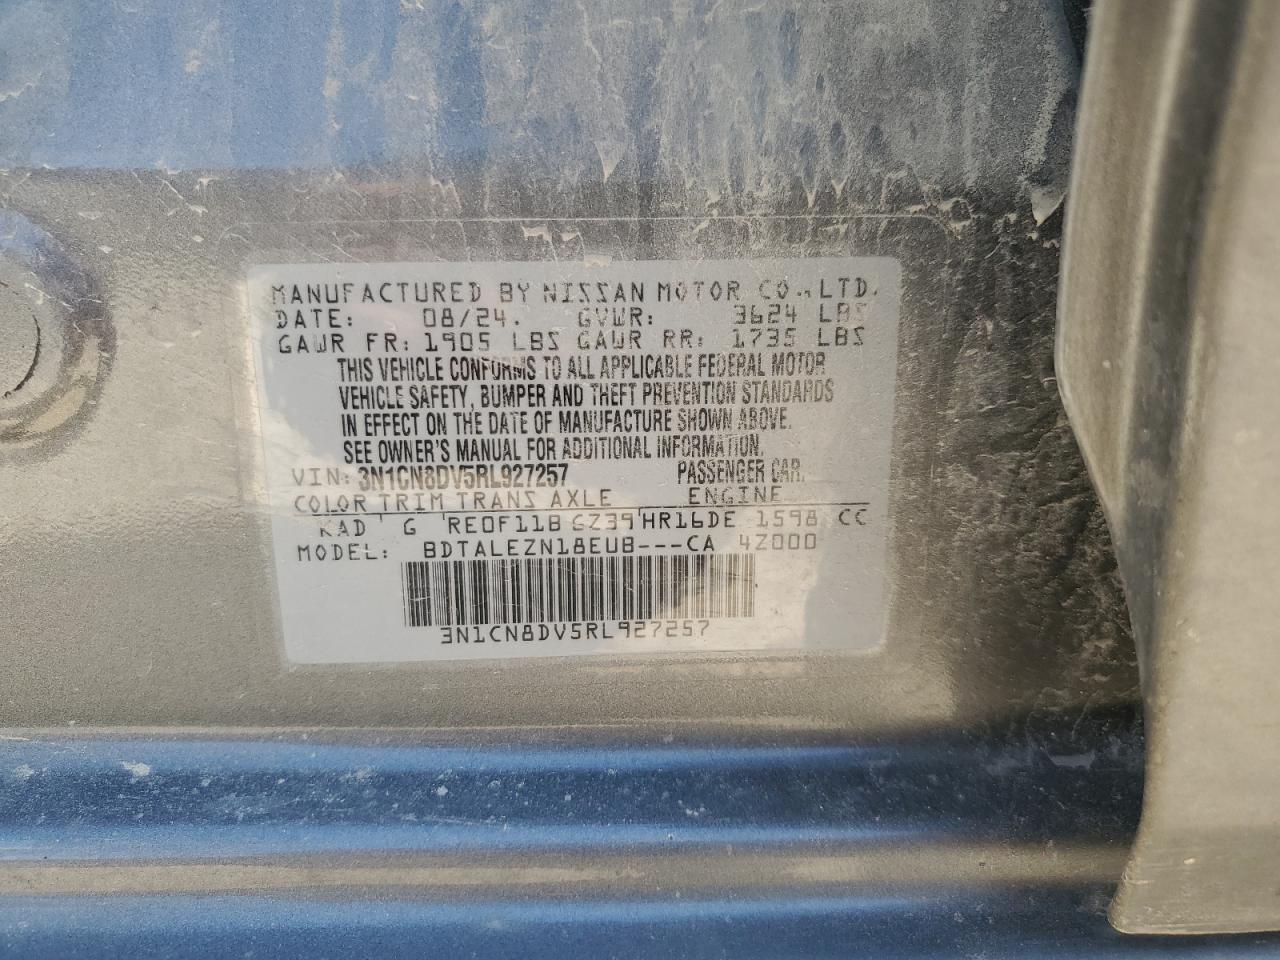 MANUFACTURED BY NISSAN MOTOR CO., LTD.
DATE: 08/24. GVWR: 3624 LBS
GAWR FR: 1905 LBS GAWR RR: 1735 LBS
THIS VEHICLE CONFORMS TO ALL APPLICABLE FEDERAL MOTOR
VEHICLE SAFETY, BUMPER AND THEFT PREVENTION STANDARDS
IN EFFECT ON THE DATE OF MANUFACTURE SHOWN ABOVE.
SEE OWNER'S MANUAL FOR ADDITIONAL INFORMATION.
VIN: 3N1CN8DV5RL927257 PASSENGER CAR.
COLOR TRIM TRANS AXLE ENGINE
KAD G RE0F11B GZ39 HR16DE 1598 CC
MODEL: BDTALEZN18EUB---CA 4Z000
3N1CN8DV5RL927257